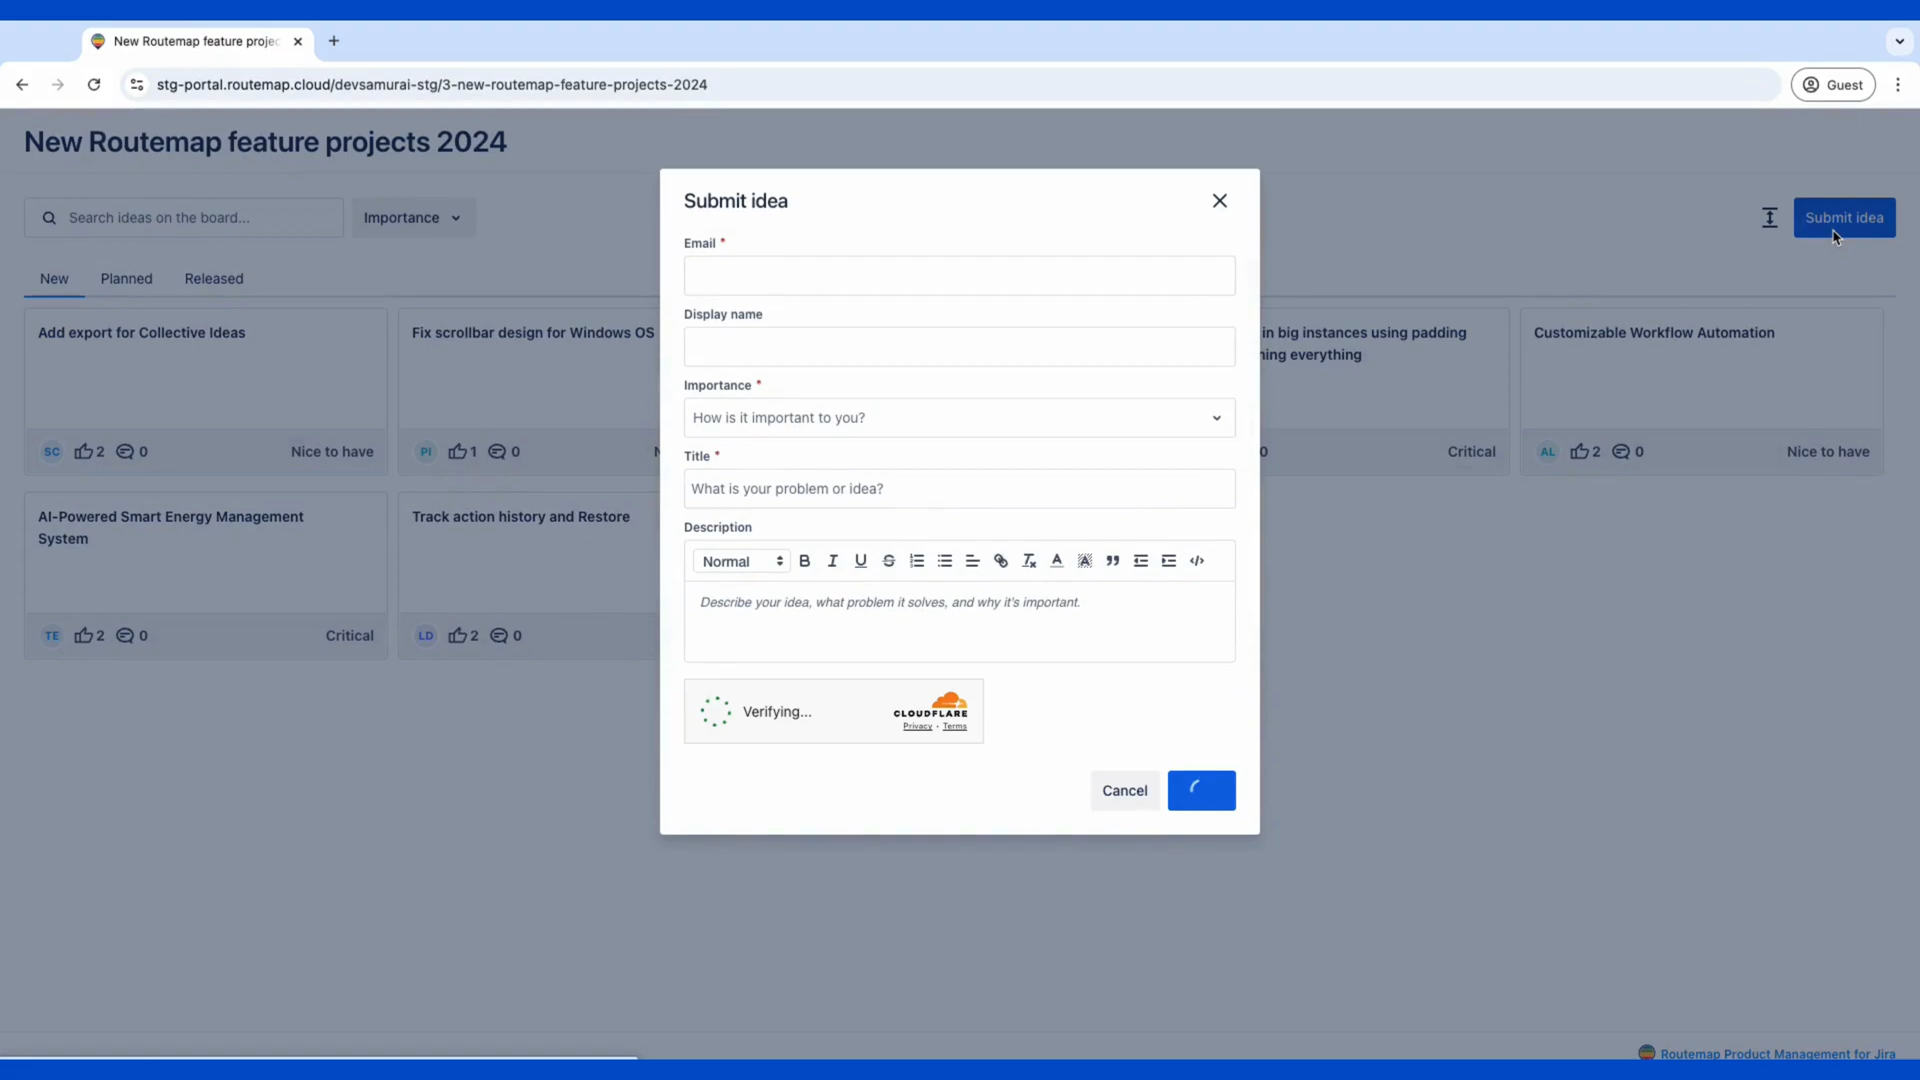 New Routemap feature projec
stg-portal.routemap.cloud/devsamurai-stg/3-new-routemap-feature-projects-2024
Guest
New Routemap feature projects 2024
Search ideas on the board...
Importance
Submit idea
New
Planned
Released
Add export for Collective Ideas
SC
2
0
Nice to have
Fix scrollbar design for Windows OS
PI
1
0
N
in big instances using padding
hing everything
0
Critical
Customizable Workflow Automation
AL
2
0
Nice to have
AI-Powered Smart Energy Management
System
TE
2
0
Critical
Track action history and Restore
LD
2
0
Submit idea
Email *
Display name
Importance *
How is it important to you?
Title *
What is your problem or idea?
Description
Normal
Describe your idea, what problem it solves, and why it's important.
Verifying...
CLOUDFLARE
Privacy • Terms
Cancel
Routemap Product Management for Jira